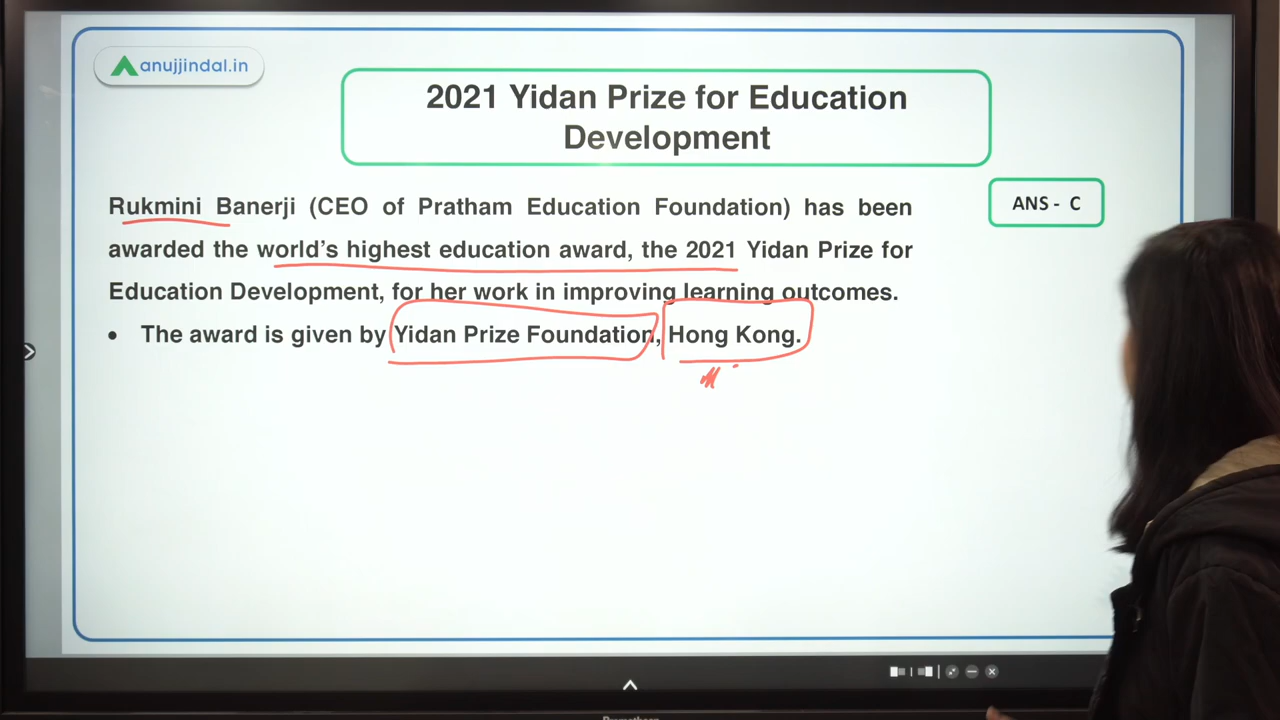 anujjindal.in
2021 Yidan Prize for Education
Development
Rukmini Banerji (CEO of Pratham Education Foundation) has been
awarded the world's highest education award, the 2021 Yidan Prize for
Education Development, for her work in improving learning outcomes.
• The award is given by Yidan Prize Foundation, Hong Kong.
ANS - C